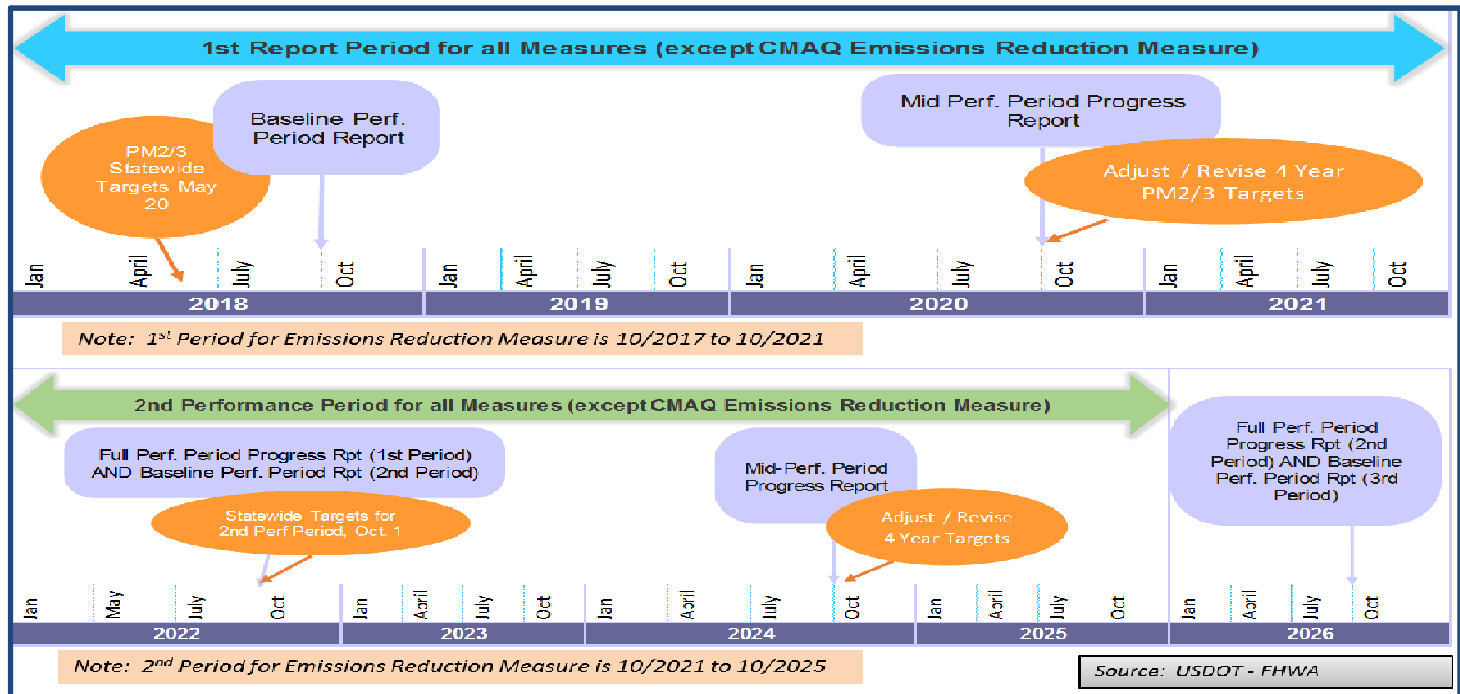 1st Report Period for all Measures (except CMAQ Emissions Reduction Measure)
Baseline Perf.
Period Report
Mid Perf. Period Progress
Report
PM2/3
Statewide
Targets May
20
Adjust / Revise 4 Year
PM2/3 Targets
Jan
April
July
Oct
Jan
April
July
Oct
Jan
April
July
Oct
Jan
April
July
Oct
2018
2019
2020
2021
Note: 1st Period for Emissions Reduction Measure is 10/2017 to 10/2021
2nd Performance Period for all Measures (except CMAQ Emissions Reduction Measure)
Full Perf. Period Progress Rpt (1st Period)
AND Baseline Perf. Period Rpt (2nd Period)
Mid-Perf. Period
Progress Report
Full Perf. Period
Progress Rpt (2nd
Period) AND Baseline
Perf. Period Rpt (3rd
Period)
Statewide Targets for
2nd Perf Period, Oct. 1
Adjust / Revise
4 Year Targets
Jan
May
July
Oct
Jan
April
July
Oct
Jan
April
July
Oct
Jan
April
July
Oct
Jan
April
July
Oct
2022
2023
2024
2025
2026
Note: 2nd Period for Emissions Reduction Measure is 10/2021 to 10/2025
Source: USDOT - FHWA